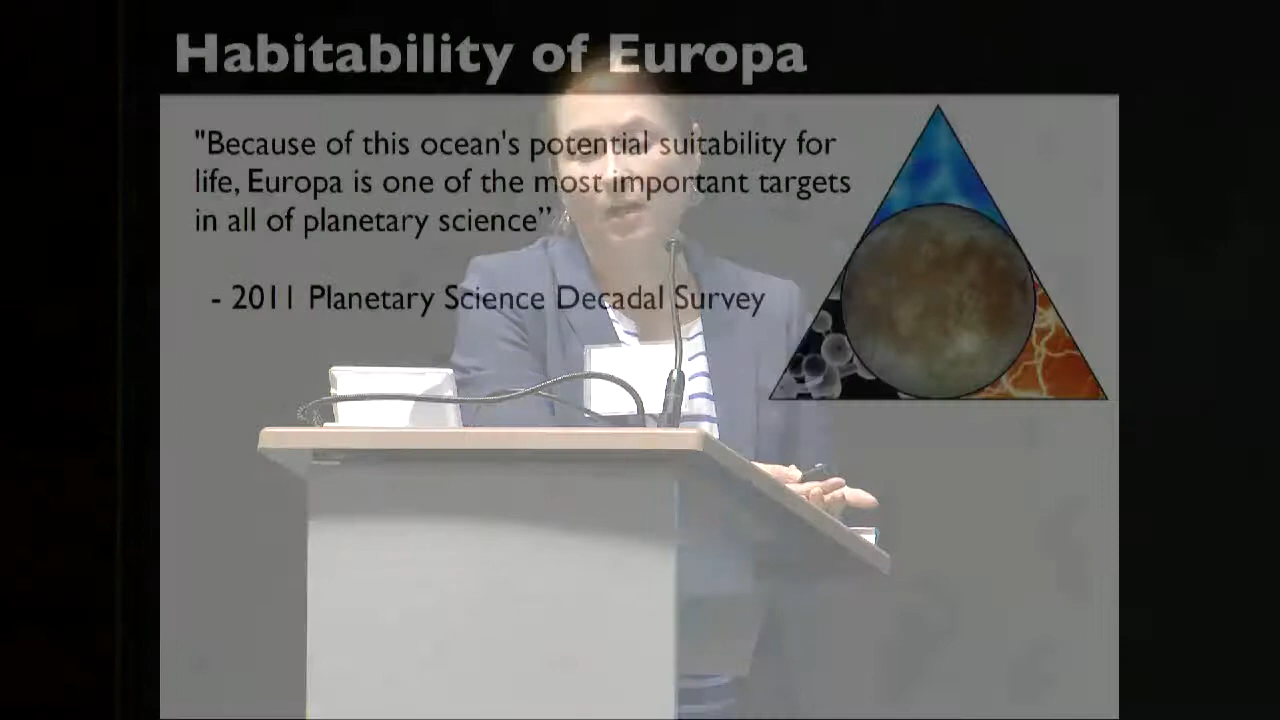 Habitability of Europa
"Because of this ocean's potential suitability for
life, Europa is one of the most important targets
in all of planetary science”
- 2011 Planetary Science Decadal Survey